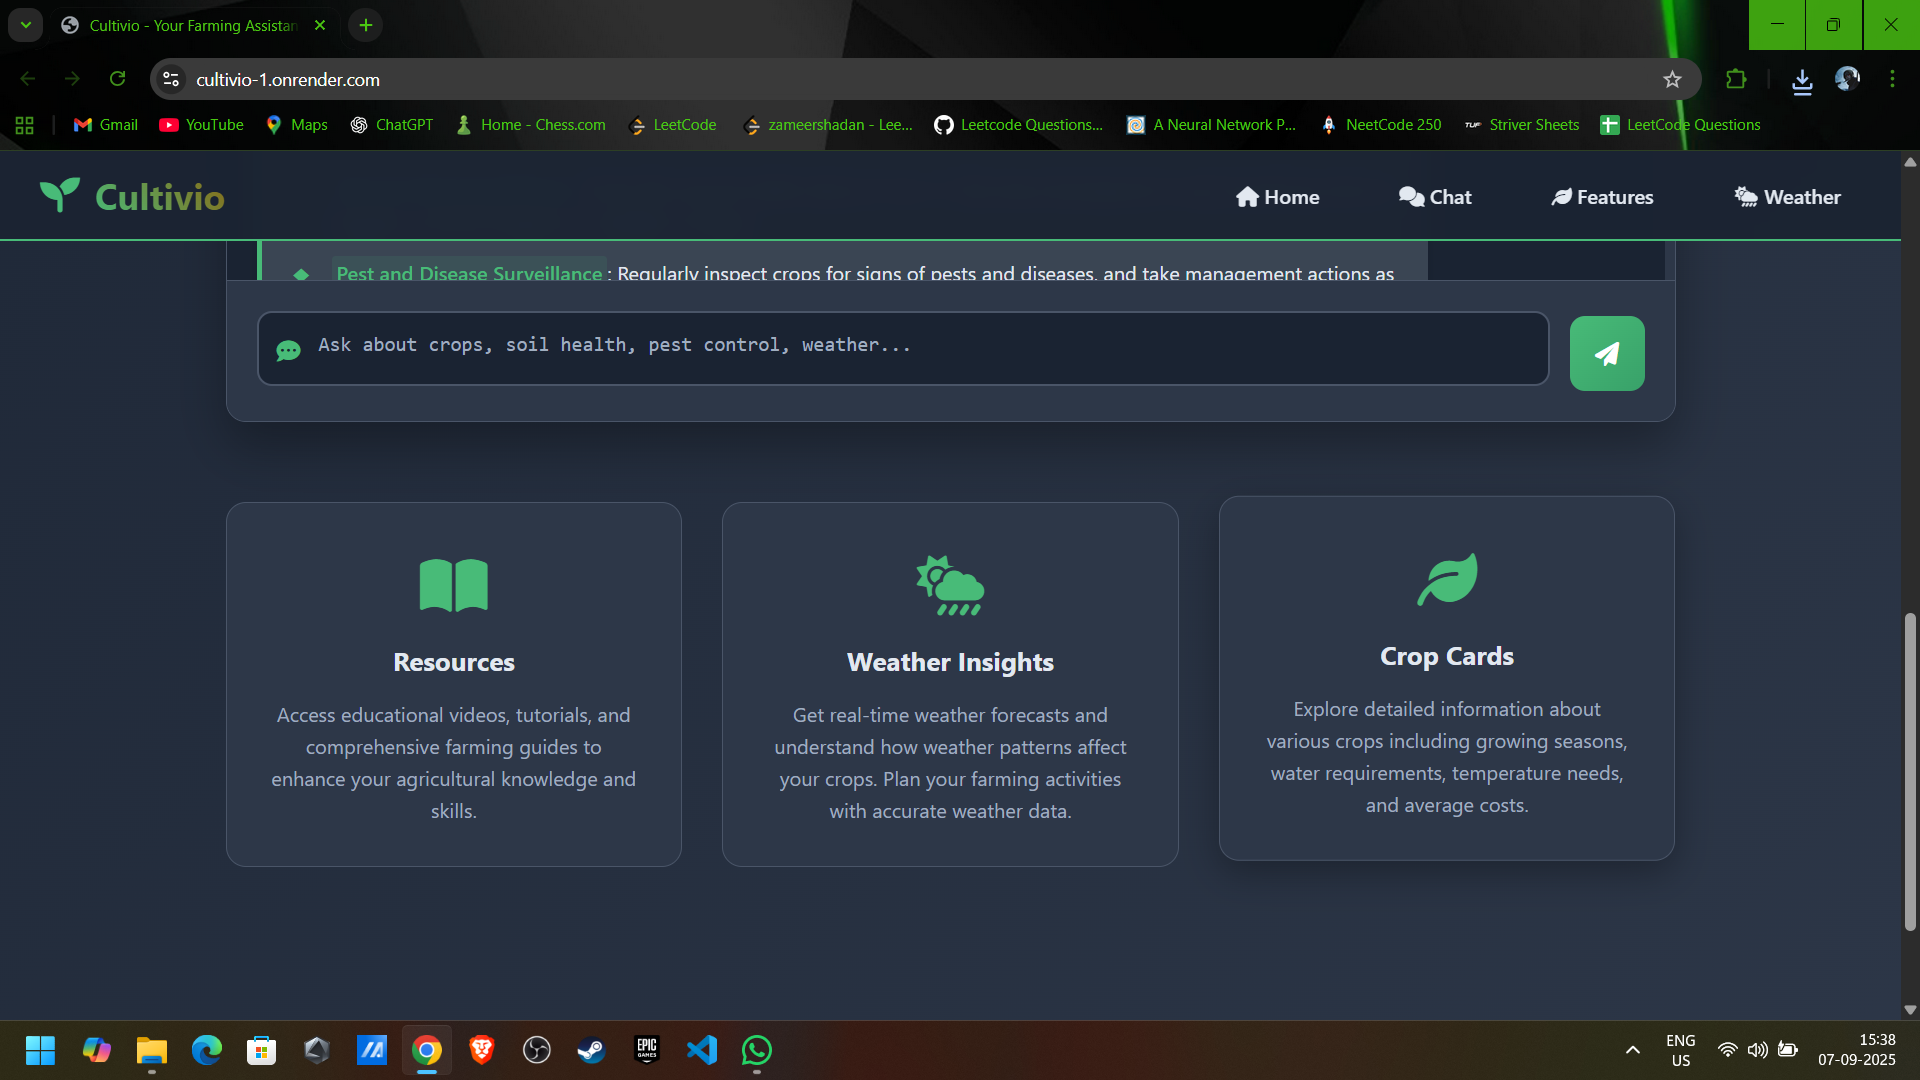 Cultivio - Your Farming Assistan
cultivio-1.onrender.com
Gmail
YouTube
Maps
ChatGPT
Home - Chess.com
LeetCode
zameershadan - Lee...
Leetcode Questions...
A Neural Network P...
NeetCode 250
TUF
Striver Sheets
LeetCode Questions
Cultivio
Home
Chat
Features
Weather
Pest and Disease Surveillance : Regularly inspect crops for signs of pests and diseases, and take management actions as
Ask about crops, soil health, pest control, weather...
Resources
Access educational videos, tutorials, and
comprehensive farming guides to
enhance your agricultural knowledge and
skills.
Weather Insights
Get real-time weather forecasts and
understand how weather patterns affect
your crops. Plan your farming activities
with accurate weather data.
Crop Cards
Explore detailed information about
various crops including growing seasons,
water requirements, temperature needs,
and average costs.
EPIC
GAMES
ENG
US
15:38
07-09-2025